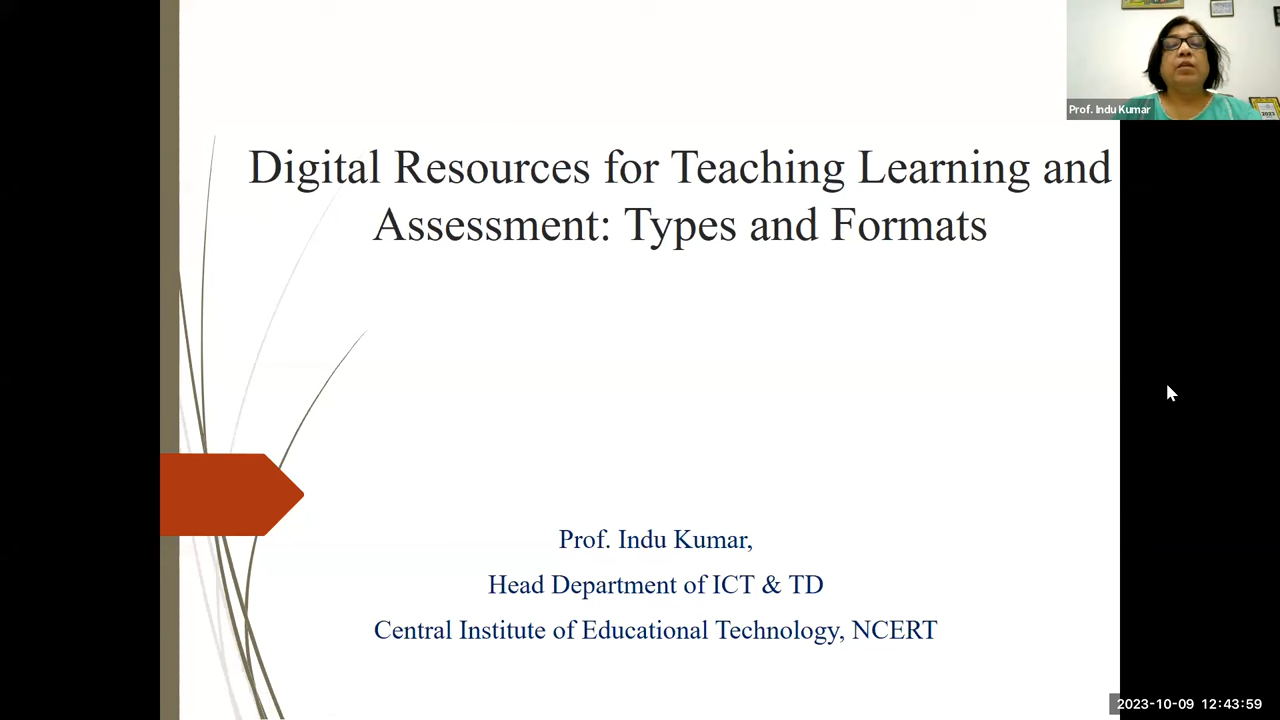 Prof. Indu Kumar
2023
Digital Resources for Teaching Learning and
Assessment: Types and Formats
Prof. Indu Kumar,
Head Department of ICT & TD
Central Institute of Educational Technology, NCERT
2023-10-09 12:43:59